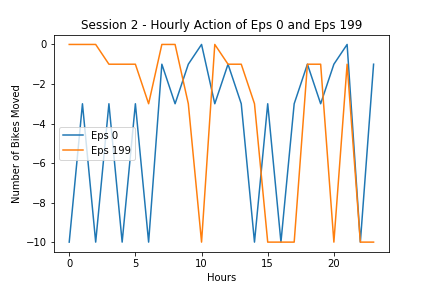 Session 2 - Hourly Action of Eps 0 and Eps 199
Number of Bikes Moved
0
−2
−4
−6
−8
−10
Eps 0
Eps 199
0 5 10 15 20
Hours